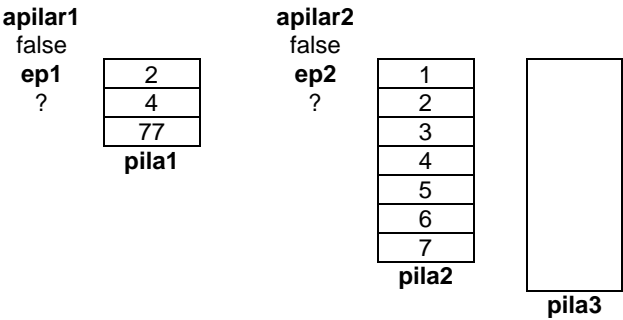 apilar1 apilar2
false false
ep1 2 ep2 1
? 4 ? 2
77 3
pila1 4
5
6
7
pila2
pila3